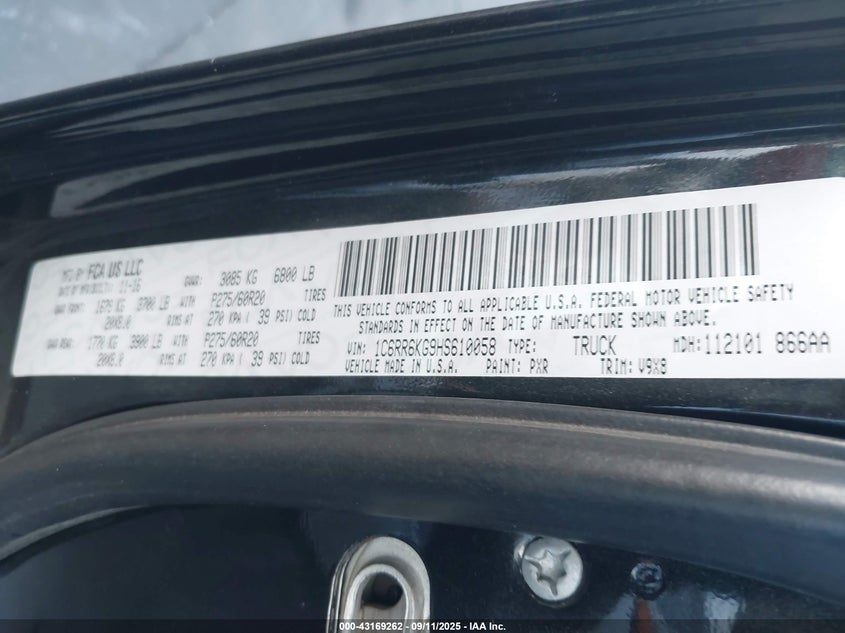 MFD BY FCA US LLC
DATE OF MFR/BUILT: 11-16 GVWR: 3085 KG 6800 LB
GAWR FRONT: 1679 KG 3700 LB WITH P275/60R20 TIRES
20X8.0 RIMS AT 270 KPA ( 39 PSI) COLD
GAWR REAR: 1770 KG 3900 LB WITH P275/60R20 TIRES
20X8.0 RIMS AT 270 KPA ( 39 PSI) COLD
THIS VEHICLE CONFORMS TO ALL APPLICABLE U.S.A. FEDERAL MOTOR VEHICLE SAFETY
STANDARDS IN EFFECT ON THE DATE OF MANUFACTURE SHOWN ABOVE.
VIN: 1C6RR6KG9HS610058 TYPE: TRUCK MDH:112101 866AA
VEHICLE MADE IN U.S.A. PAINT: PXR TRIM: V9X8
000-43169262 - 09/11/2025 - IAA Inc.